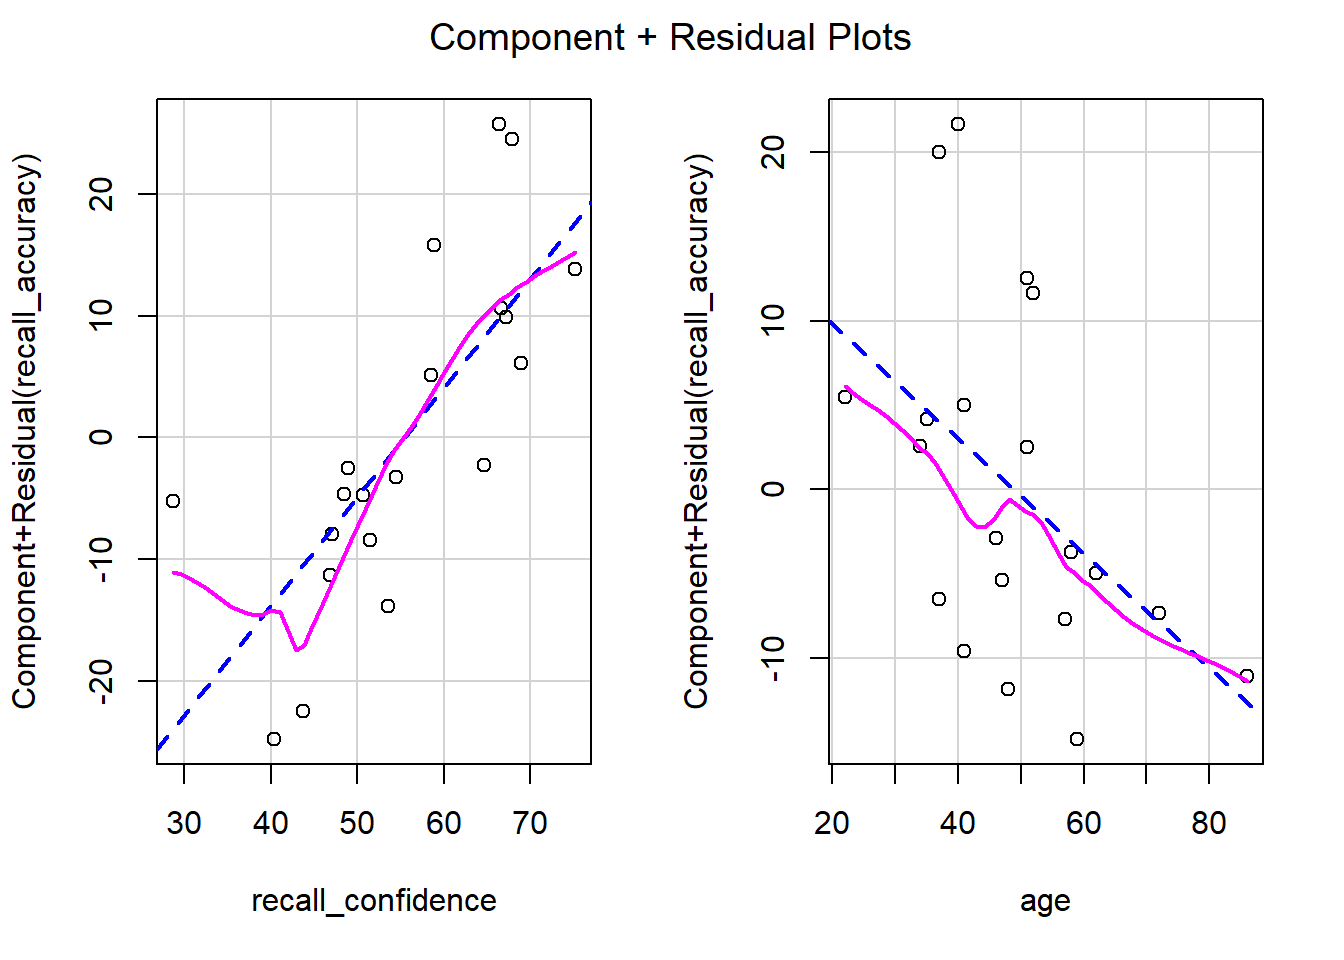 Component + Residual Plots
Component+Residual(recall_accuracy)
20
10
0
-10
-20
30 40 50 60 70
recall_confidence
Component+Residual(recall_accuracy)
20
10
0
-10
20 40 60 80
age